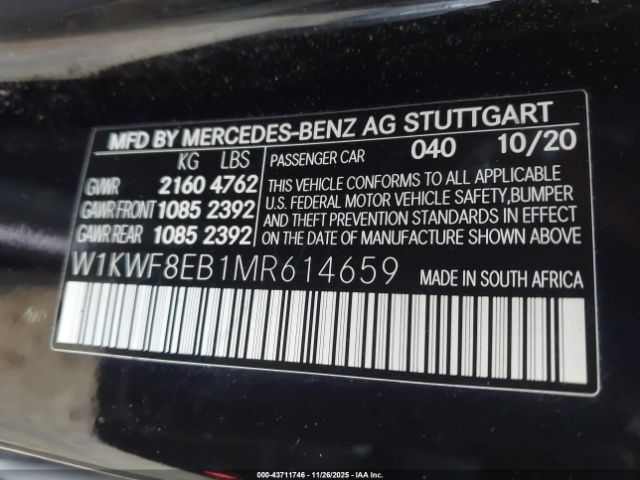 MFD BY MERCEDES-BENZ AG STUTTGART
KG LBS
GVWR 2160 4762
GAWR FRONT 1085 2392
GAWR REAR 1085 2392
PASSENGER CAR 040 10/20
THIS VEHICLE CONFORMS TO ALL APPLICABLE
U.S. FEDERAL MOTOR VEHICLE SAFETY, BUMPER
AND THEFT PREVENTION STANDARDS IN EFFECT
ON THE DATE OF MANUFACTURE SHOWN ABOVE.
W1KWF8EB1MR614659 MADE IN SOUTH AFRICA
000-43711746 - 11/26/2025 - IAA Inc.